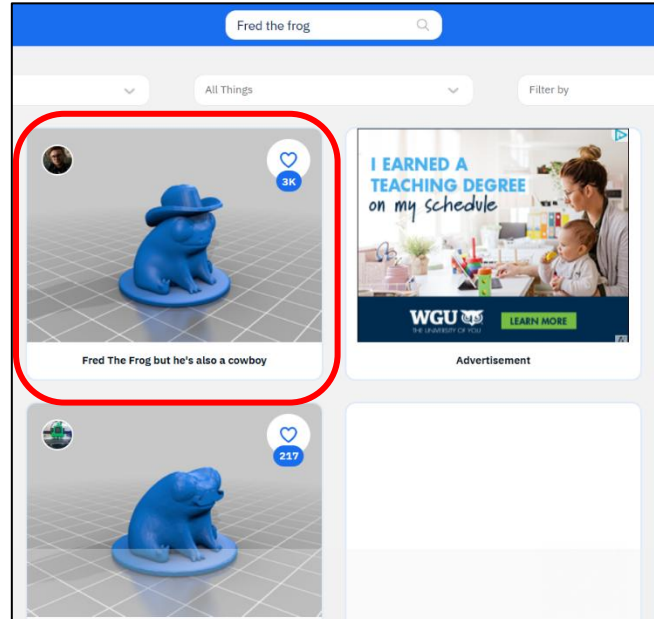 Fred the frog
All Things
Filter by
3K
I EARNED A
TEACHING DEGREE
on my schedule
WGU
THE UNIVERSITY OF YOU
LEARN MORE
Fred The Frog but he's also a cowboy
Advertisement
217